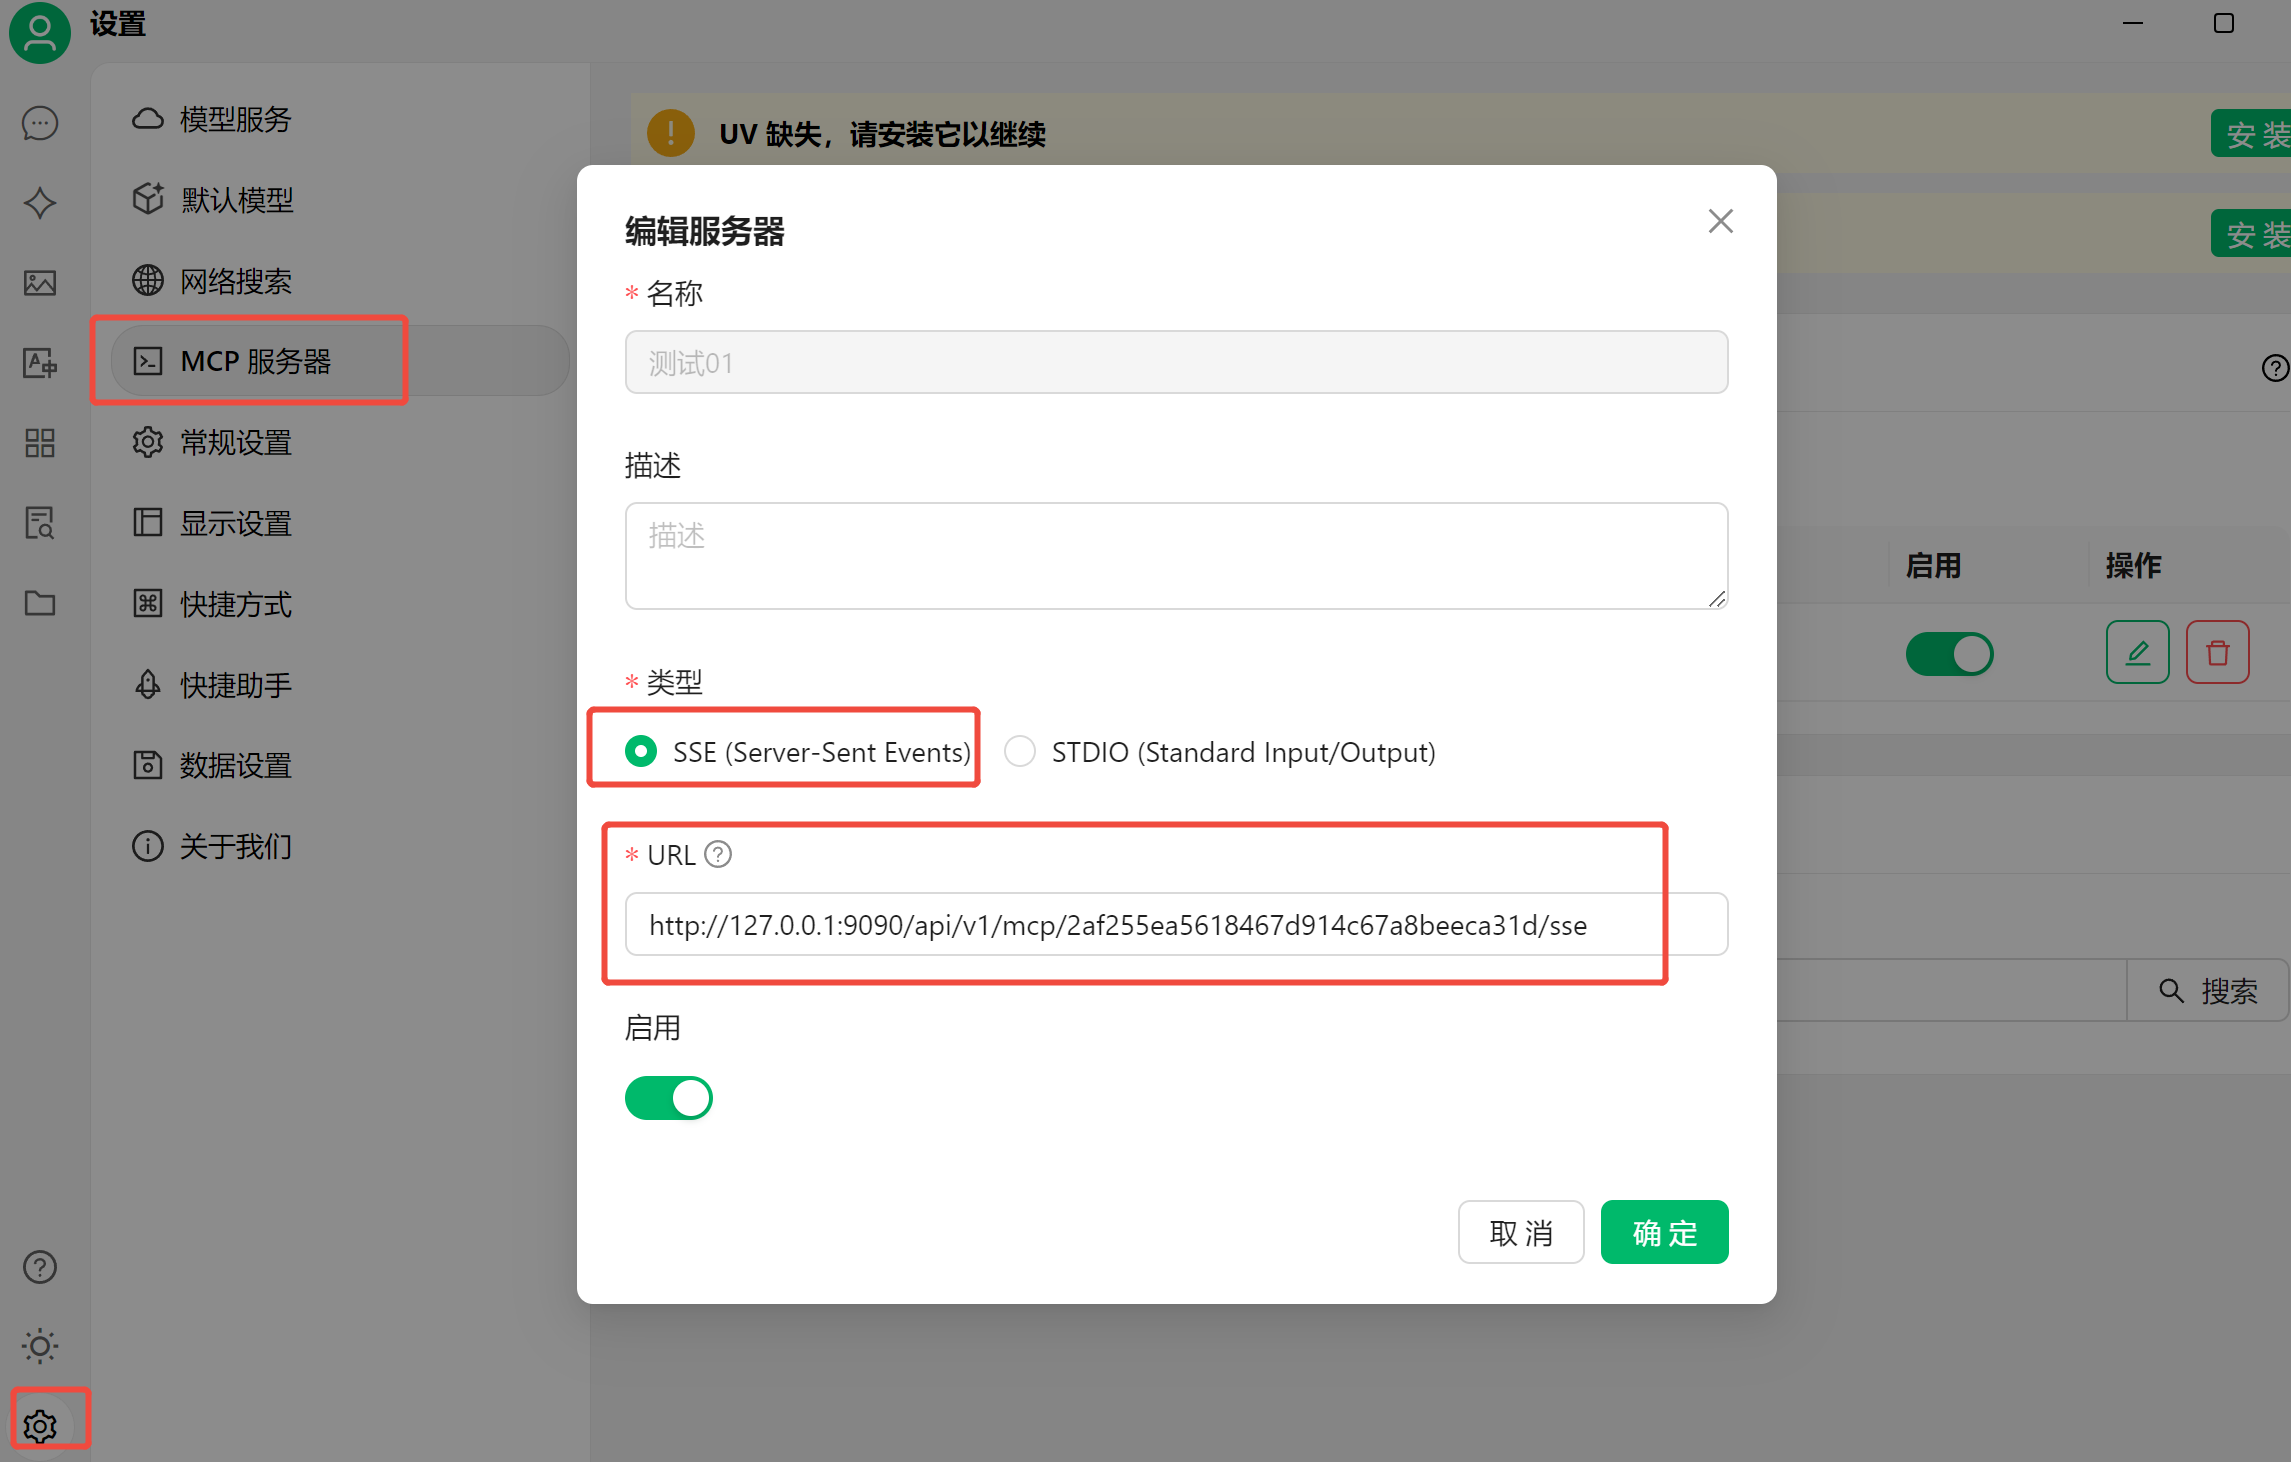 设置
模型服务
默认模型
网络搜索
MCP 服务器
常规设置
显示设置
快捷方式
快捷助手
数据设置
关于我们
UV 缺失，请安装它以继续
安 装
安 装
编辑服务器
* 名称
测试01
描述
描述
* 类型
SSE (Server-Sent Events)
STDIO (Standard Input/Output)
* URL
http://127.0.0.1:9090/api/v1/mcp/2af255ea5618467d914c67a8beeca31d/sse
启用
取 消
确 定
启用
操作
搜索